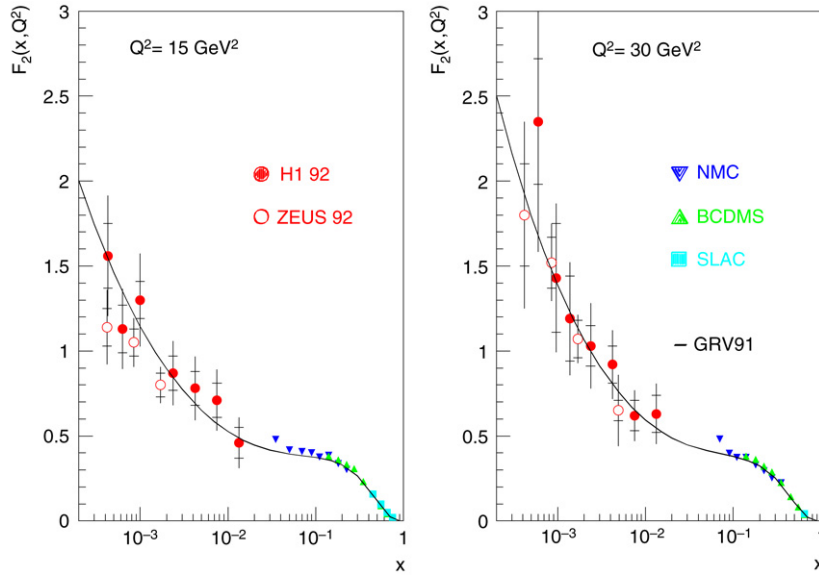 F₂(x,Q²)
Q²= 15 GeV²
H1 92
ZEUS 92
3
2.5
2
1.5
1
0.5
0
10⁻³
10⁻²
10⁻¹
1
x
F₂(x,Q²)
Q²= 30 GeV²
NMC
BCDMS
SLAC
GRV91
3
2.5
2
1.5
1
0.5
0
10⁻³
10⁻²
10⁻¹
1
x